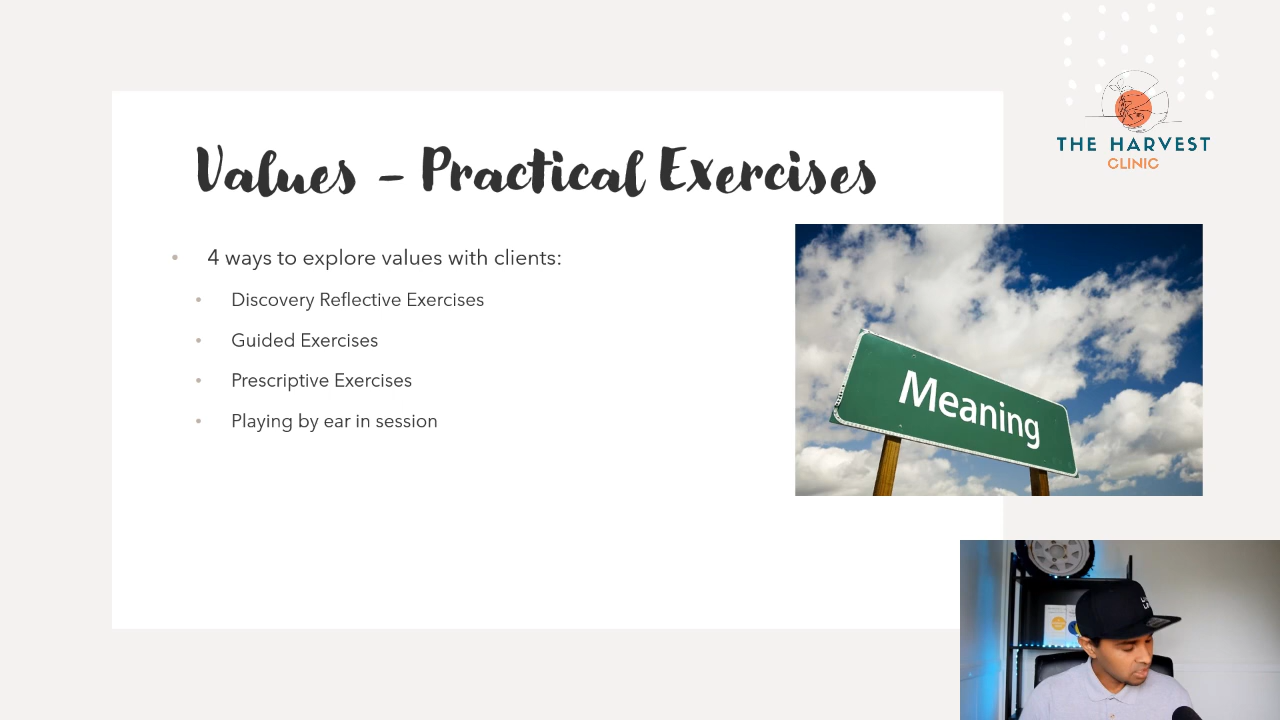 THE HARVEST
CLINIC
Values – Practical Exercises
4 ways to explore values with clients:
Discovery Reflective Exercises
Guided Exercises
Prescriptive Exercises
Playing by ear in session
Meaning